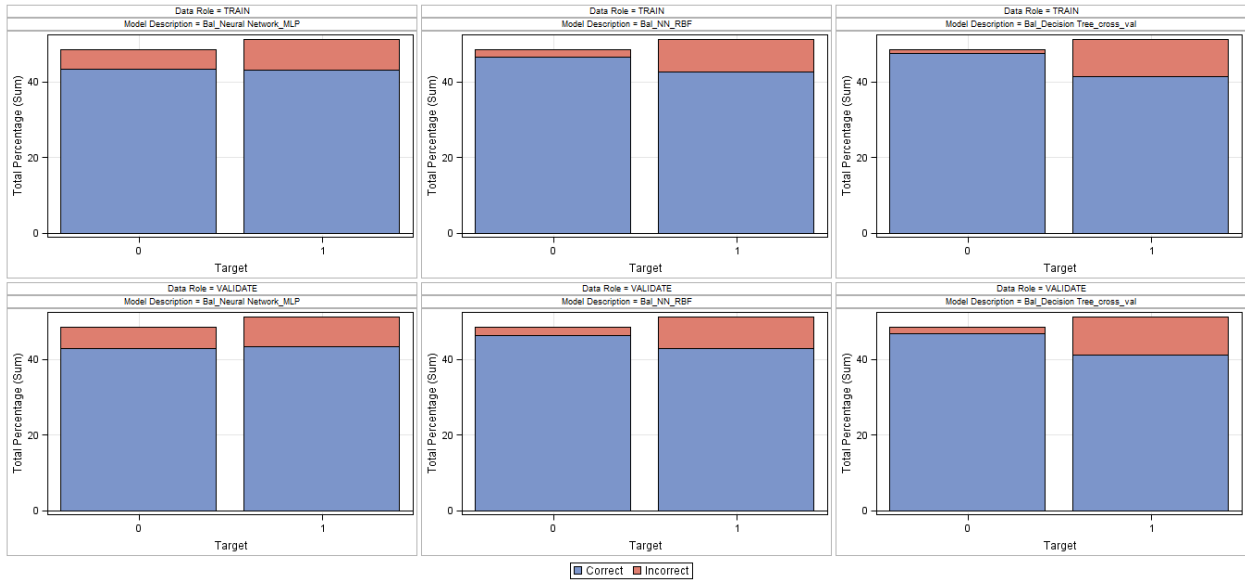 Data Role = TRAIN
Model Description = Bal_Neural Network_MLP
Total Percentage (Sum)
40
20
0
0 1
Target
Data Role = TRAIN
Model Description = Bal_NN_RBF
Total Percentage (Sum)
40
20
0
0 1
Target
Data Role = TRAIN
Model Description = Bal_Decision Tree_cross_val
Total Percentage (Sum)
40
20
0
0 1
Target
Data Role = VALIDATE
Model Description = Bal_Neural Network_MLP
Total Percentage (Sum)
40
20
0
0 1
Target
Data Role = VALIDATE
Model Description = Bal_NN_RBF
Total Percentage (Sum)
40
20
0
0 1
Target
Data Role = VALIDATE
Model Description = Bal_Decision Tree_cross_val
Total Percentage (Sum)
40
20
0
0 1
Target
Correct Incorrect